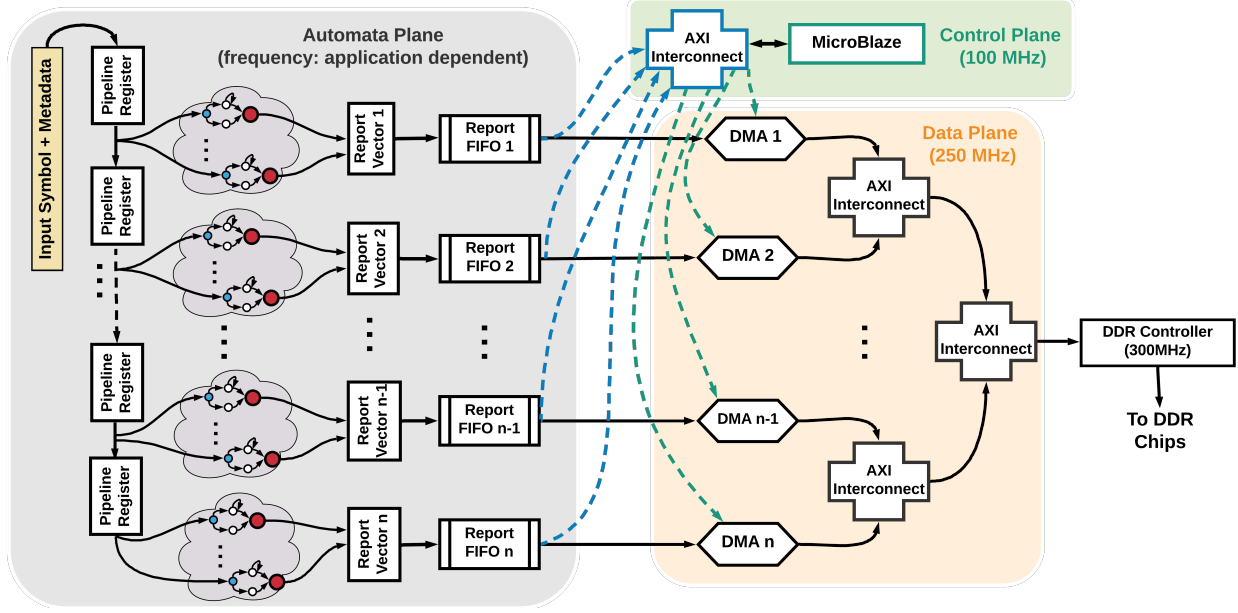 Automata Plane
(frequency: application dependent)
Input Symbol + Metadata
Pipeline
Register
Report
Vector 1
Report
FIFO 1
Pipeline
Register
Report
Vector 2
Report
FIFO 2
Pipeline
Register
Report
Vector n-1
Report
FIFO n-1
Pipeline
Register
Report
Vector n
Report
FIFO n
AXI
Interconnect
MicroBlaze
Control Plane
(100 MHz)
Data Plane
(250 MHz)
DMA 1
DMA 2
DMA n-1
DMA n
AXI
Interconnect
AXI
Interconnect
AXI
Interconnect
DDR Controller
(300MHz)
To DDR
Chips